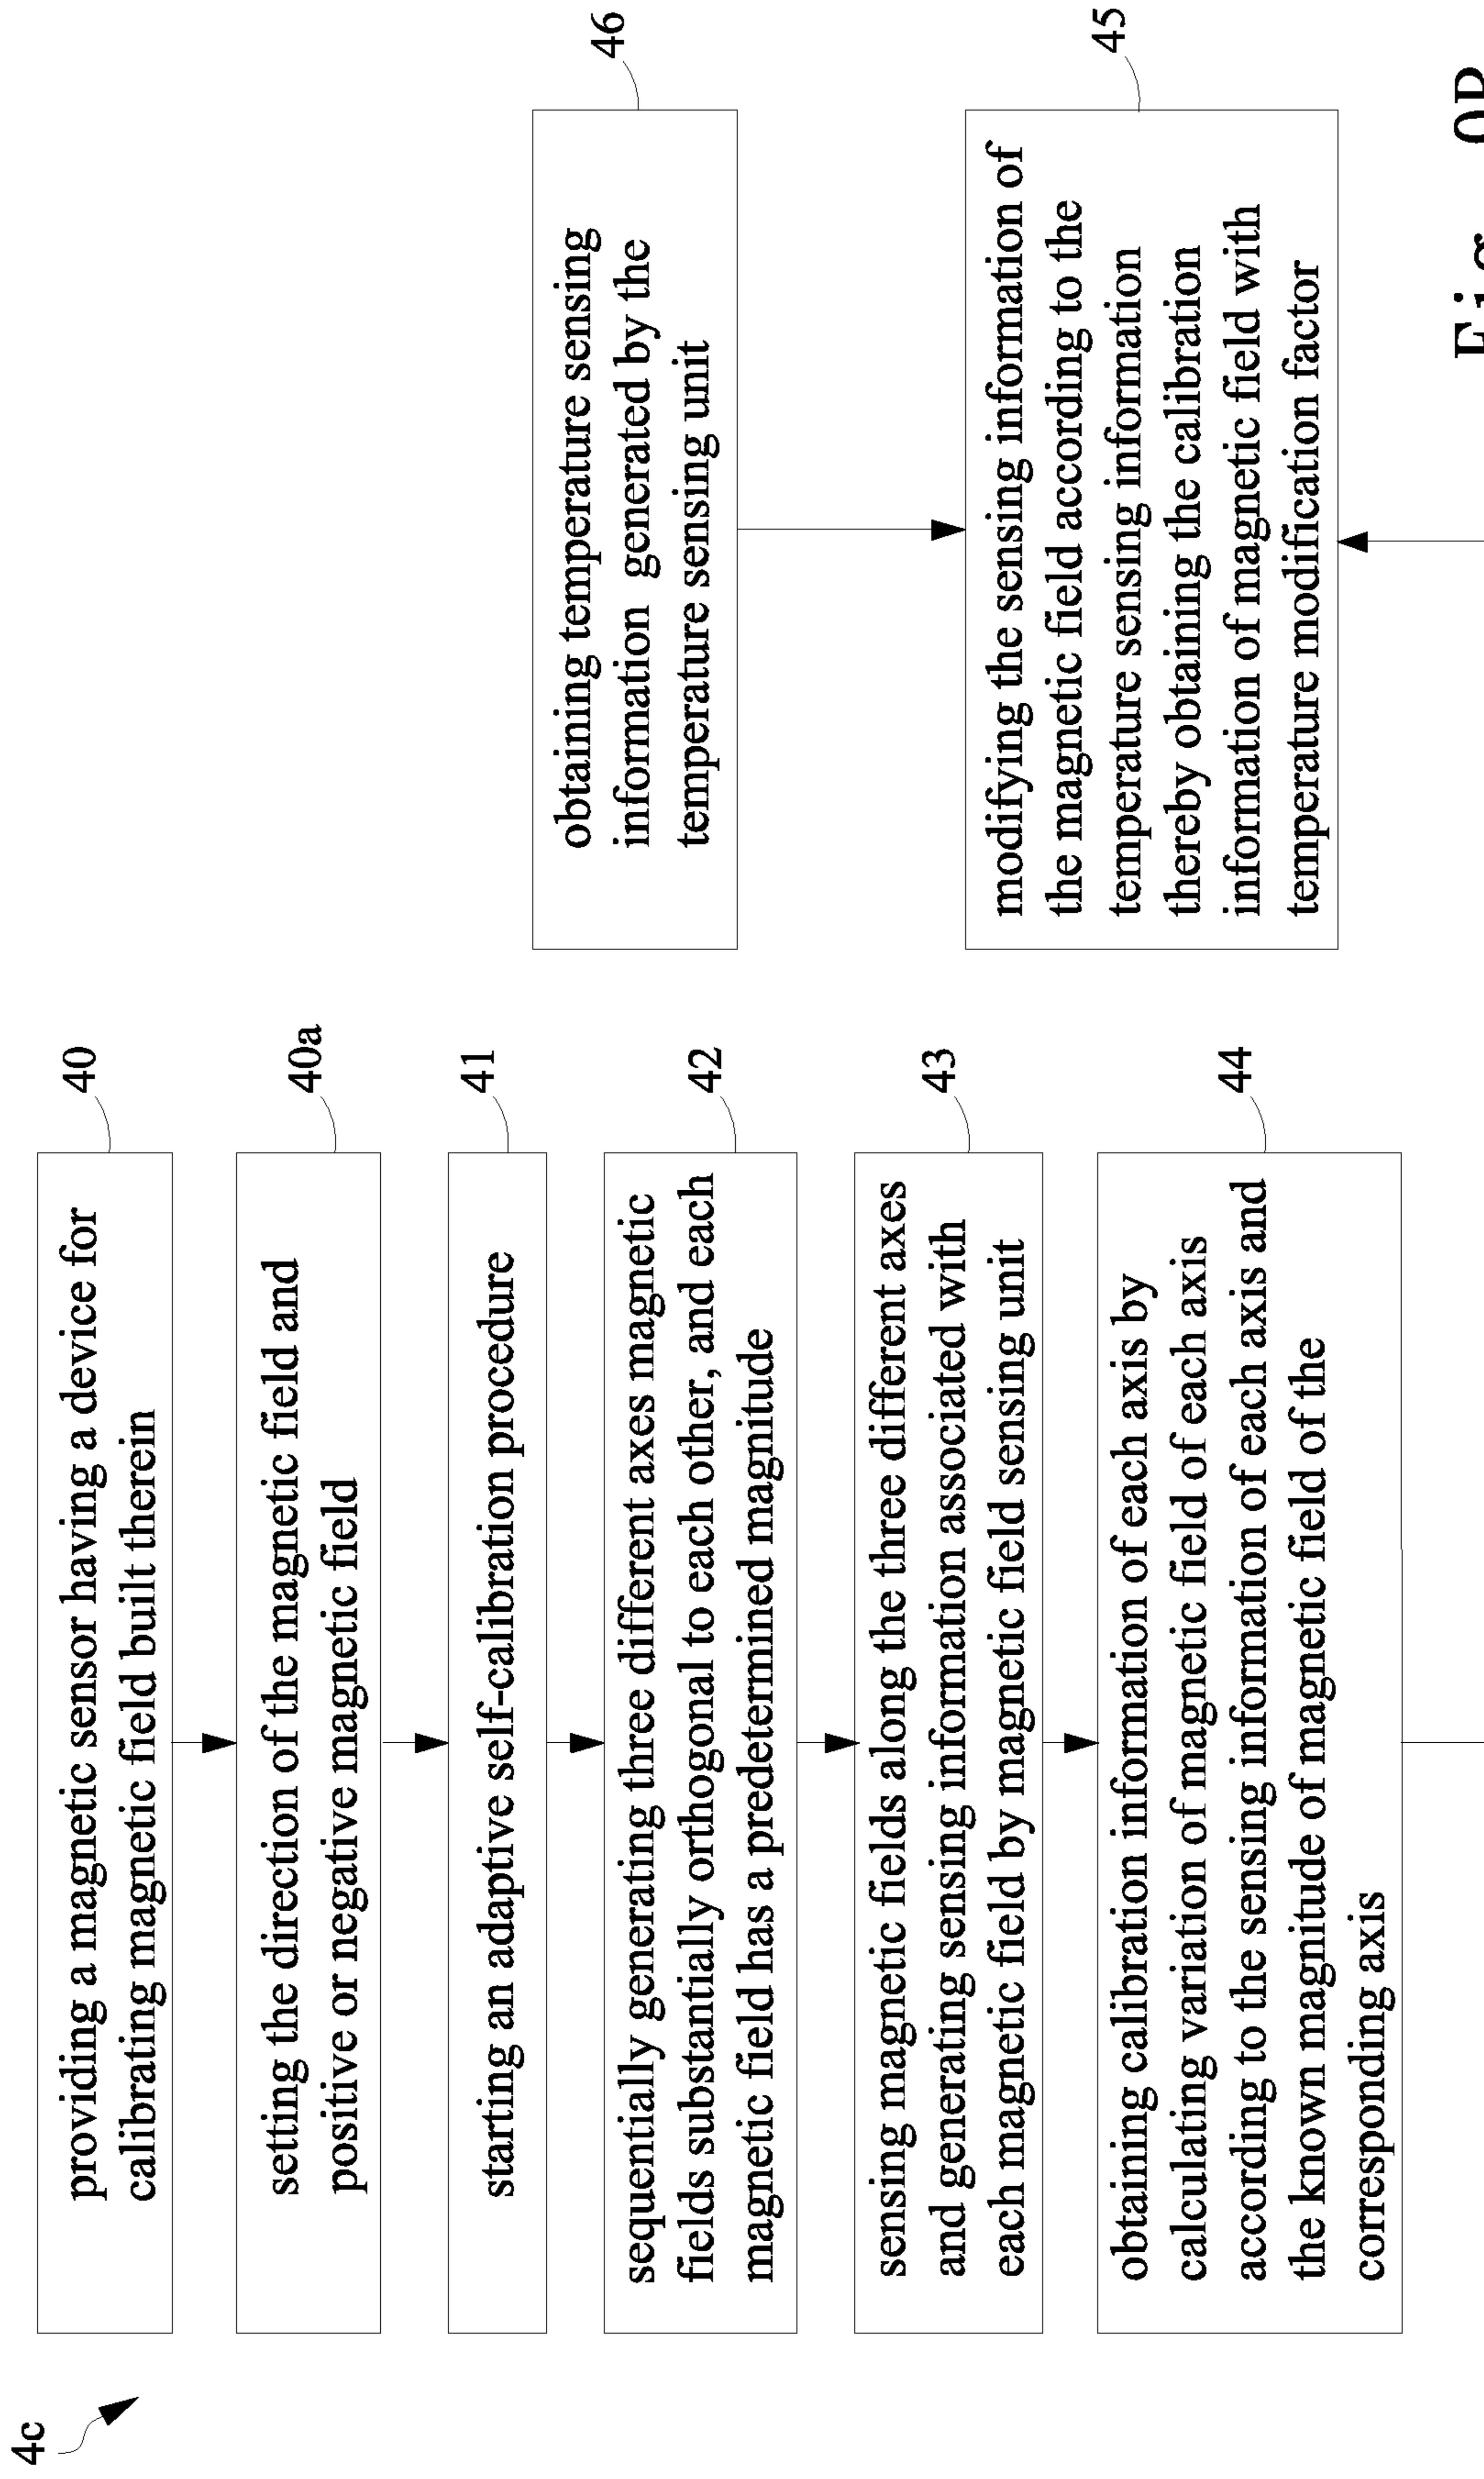 4c
providing a magnetic sensor having a device for
calibrating magnetic field built therein
40
setting the direction of the magnetic field and
positive or negative magnetic field
40a
starting an adaptive self-calibration procedure
41
sequentially generating three different axes magnetic
fields substantially orthogonal to each other, and each
magnetic field has a predetermined magnitude
42
sensing magnetic fields along the three different axes
and generating sensing information associated with
each magnetic field by magnetic field sensing unit
43
obtaining calibration information of each axis by
calculating variation of magnetic field of each axis
according to the sensing information of each axis and
the known magnitude of magnetic field of the
corresponding axis
44
obtaining temperature sensing
information generated by the
temperature sensing unit
46
modifying the sensing information of
the magnetic field according to the
temperature sensing information
thereby obtaining the calibration
information of magnetic field with
temperature modification factor
45
Fig.